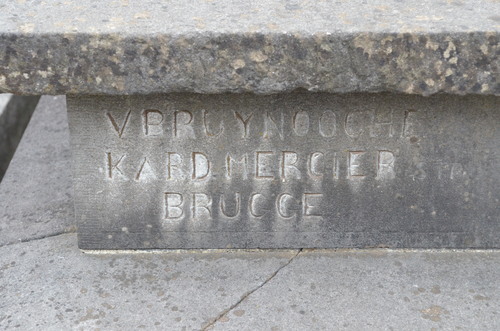 V BRUYNOOGHE
KARD. MERCIER
BRUGGE